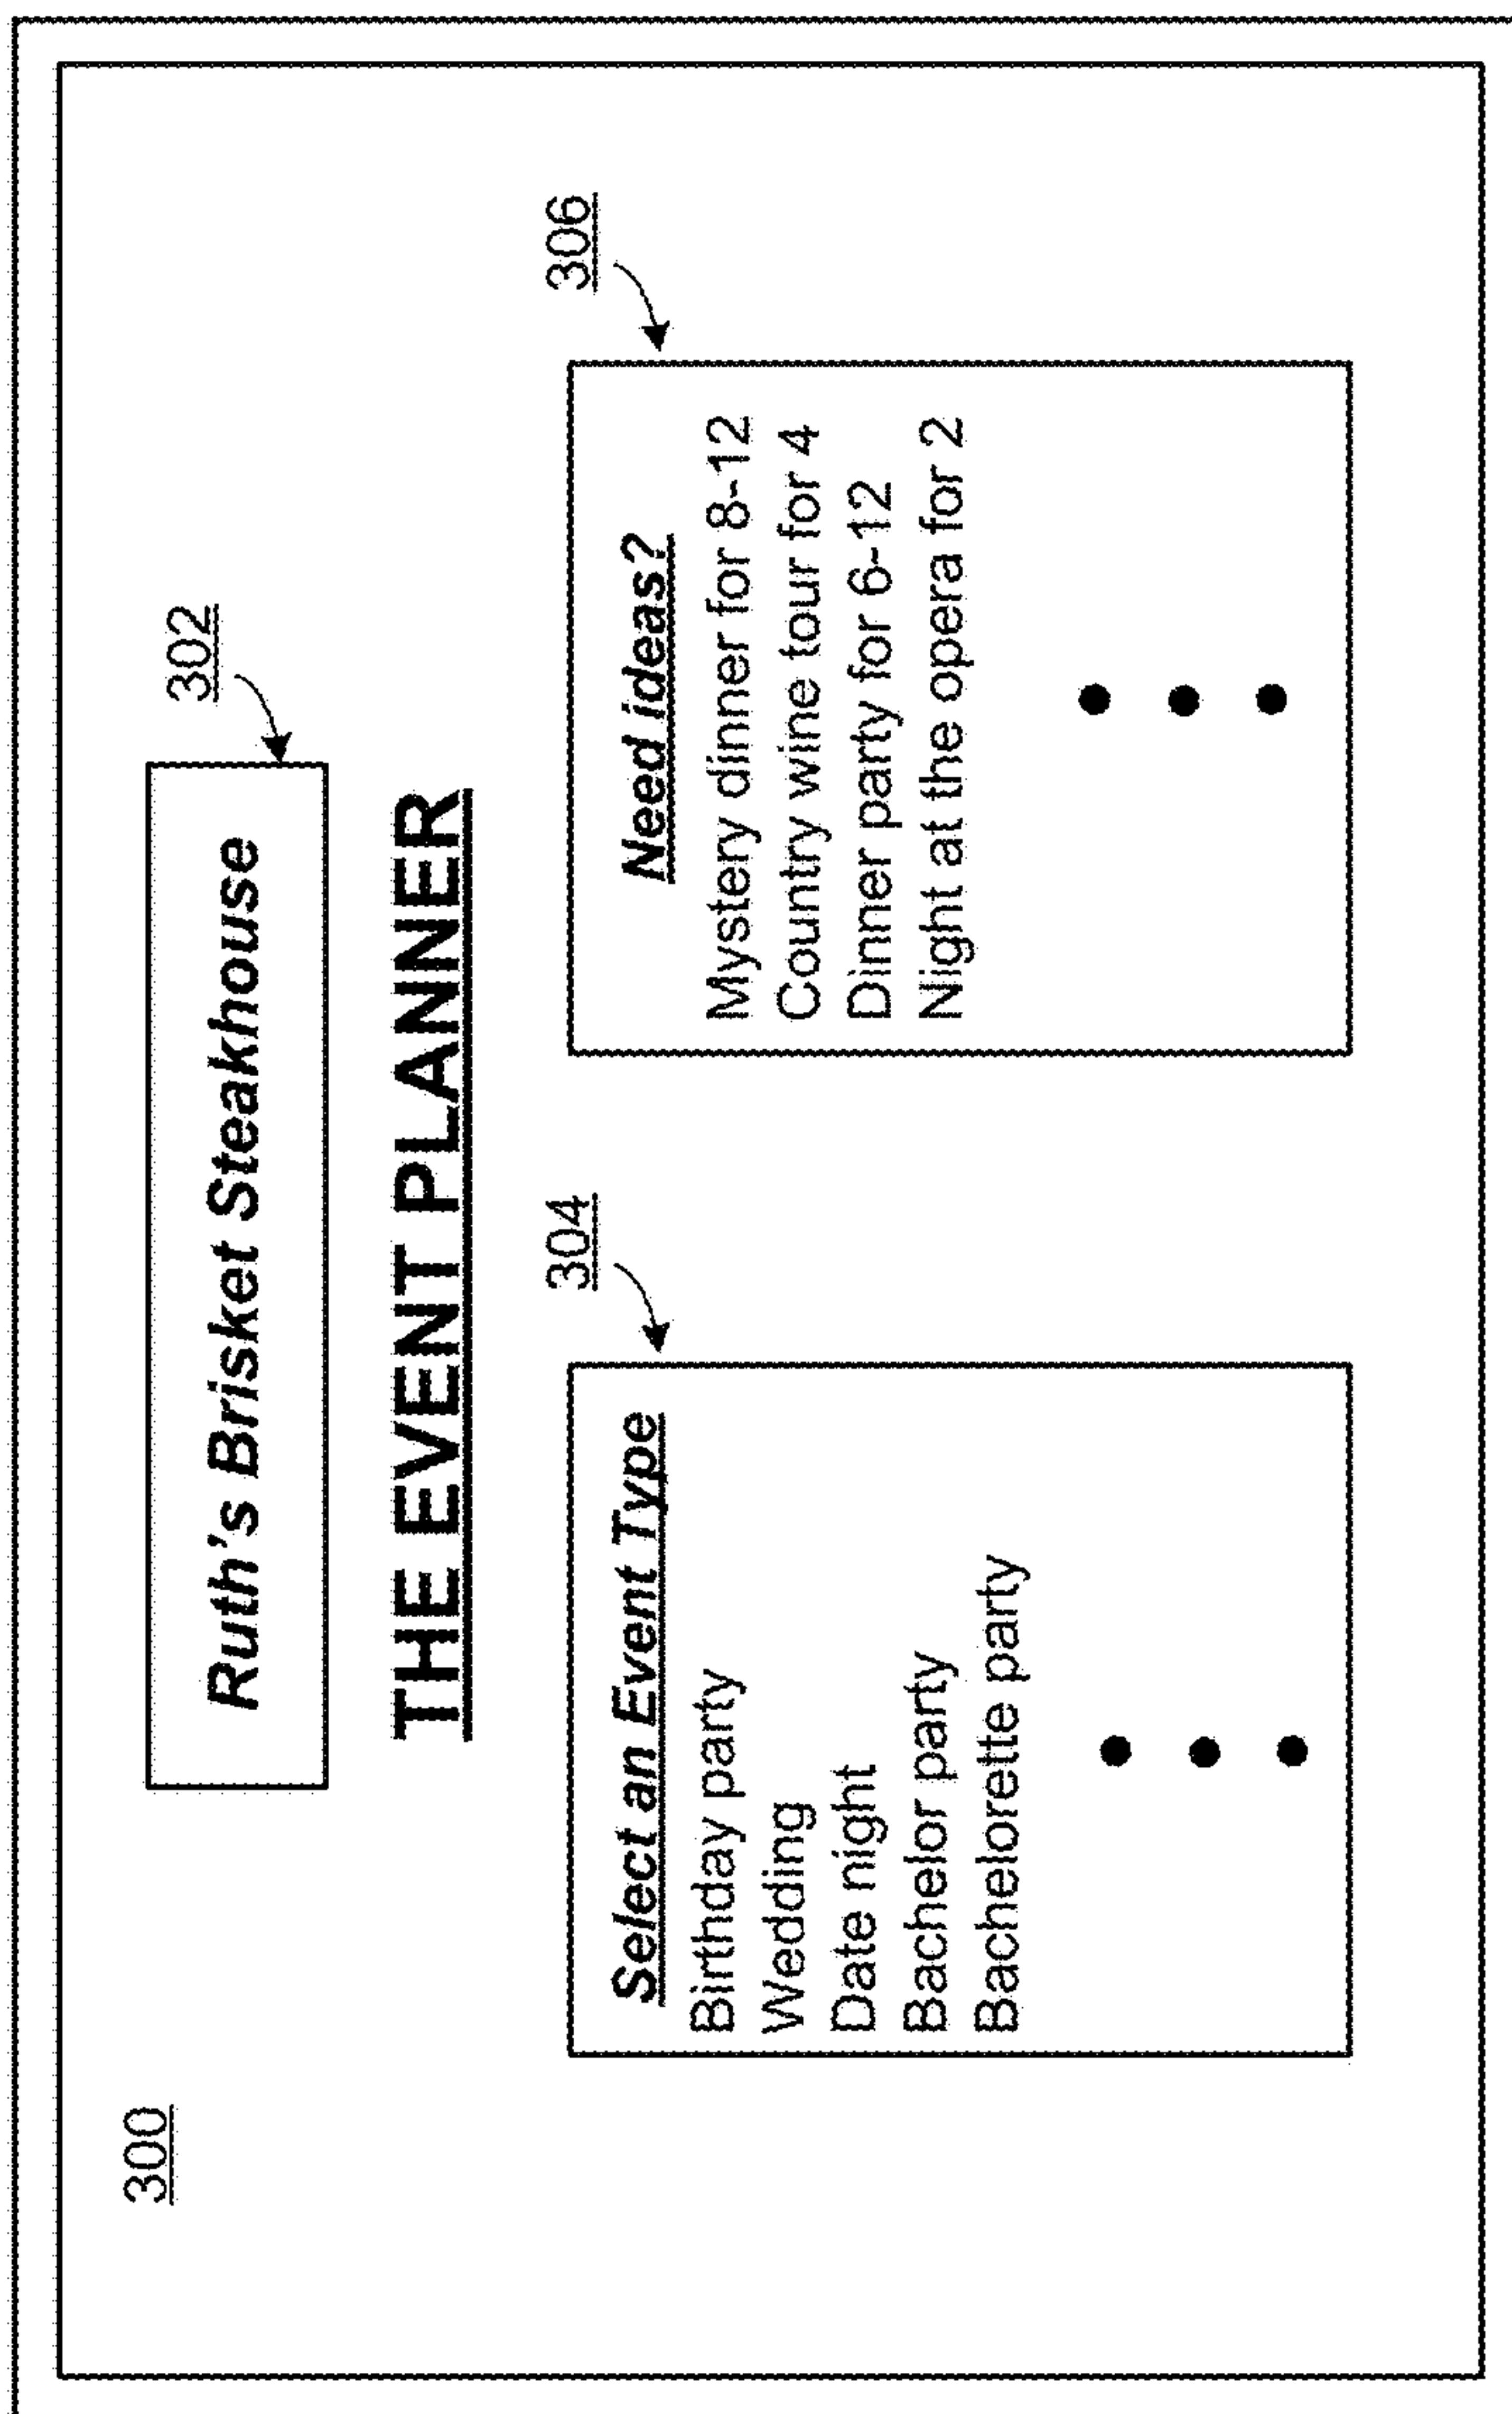 300
302
Ruth's Brisket Steakhouse
THE EVENT PLANNER
304
Select an Event Type
Birthday party
Wedding
Date night
Bachelor party
Bachelorette party
306
Need ideas?
Mystery dinner for 8-12
Country wine tour for 4
Dinner party for 6-12
Night at the opera for 2